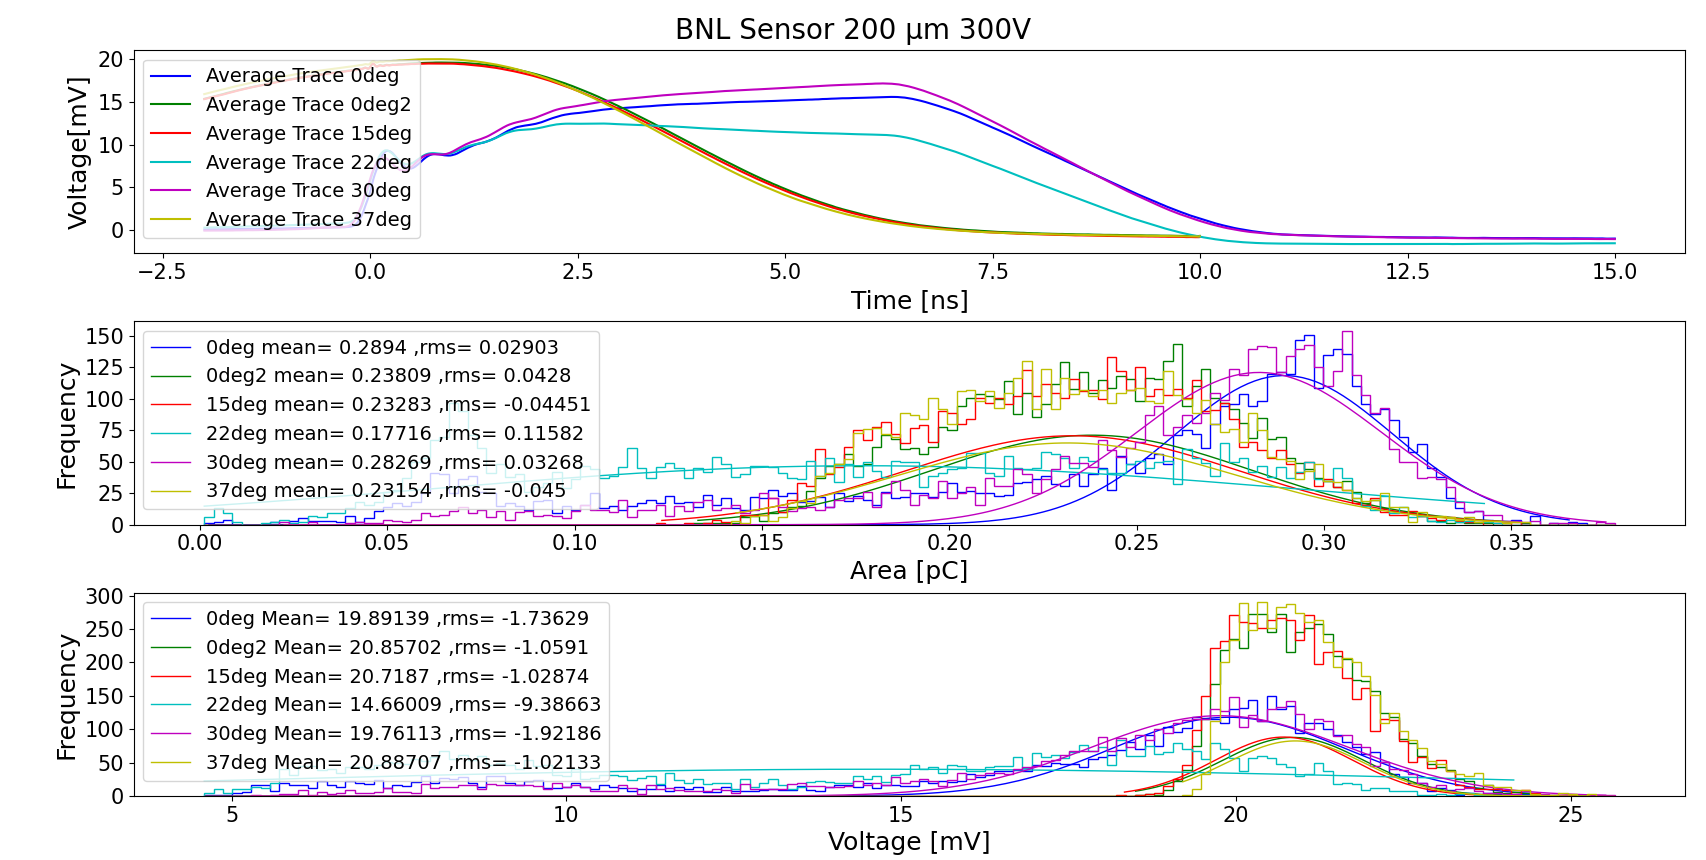 BNL Sensor 200 μm 300V
Voltage[mV]
20
15
10
5
0
Average Trace 0deg
Average Trace 0deg2
Average Trace 15deg
Average Trace 22deg
Average Trace 30deg
Average Trace 37deg
−2.5 0.0 2.5 5.0 7.5 10.0 12.5 15.0
Time [ns]
Frequency
150
125
100
75
50
25
0
0deg mean= 0.2894 ,rms= 0.02903
0deg2 mean= 0.23809 ,rms= 0.0428
15deg mean= 0.23283 ,rms= -0.04451
22deg mean= 0.17716 ,rms= 0.11582
30deg mean= 0.28269 ,rms= 0.03268
37deg mean= 0.23154 ,rms= -0.045
0.00 0.05 0.10 0.15 0.20 0.25 0.30 0.35
Area [pC]
Frequency
300
250
200
150
100
50
0
0deg Mean= 19.89139 ,rms= -1.73629
0deg2 Mean= 20.85702 ,rms= -1.0591
15deg Mean= 20.7187 ,rms= -1.02874
22deg Mean= 14.66009 ,rms= -9.38663
30deg Mean= 19.76113 ,rms= -1.92186
37deg Mean= 20.88707 ,rms= -1.02133
5 10 15 20 25
Voltage [mV]